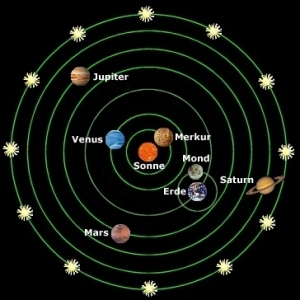 Jupiter
Venus
Merkur
Sonne
Mond
Erde
Saturn
Mars